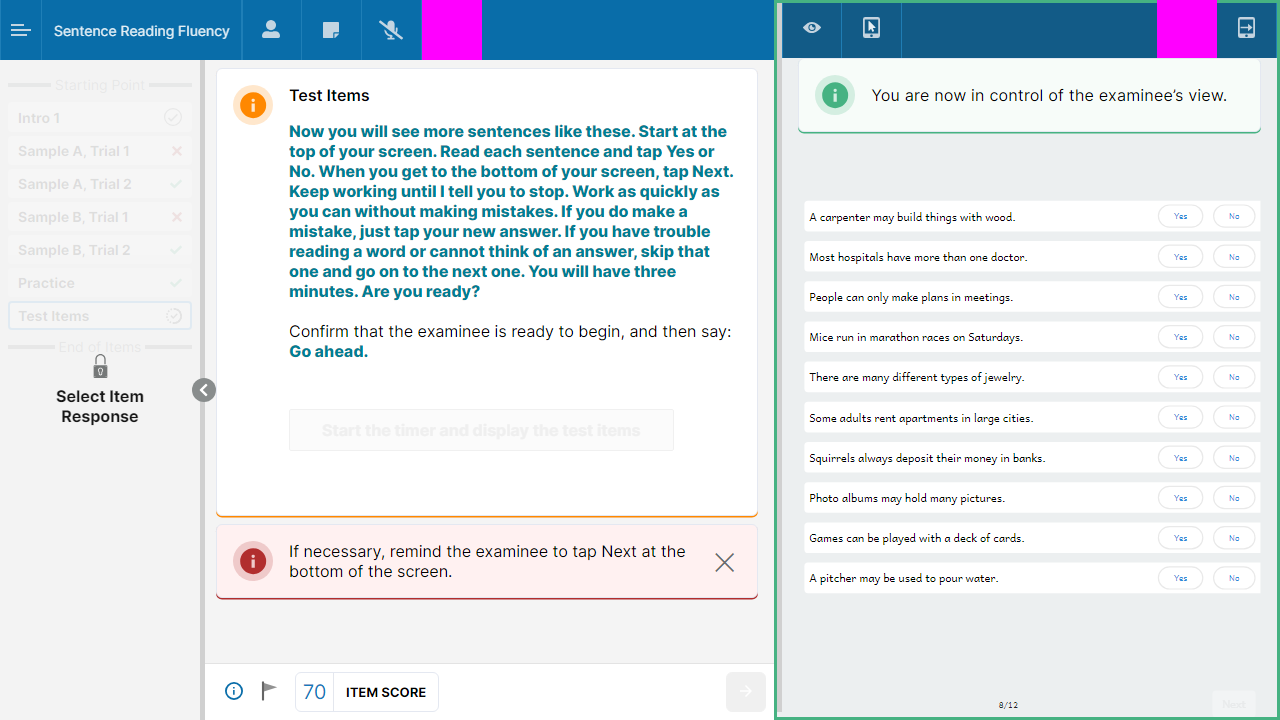 Sentence Reading Fluency
Starting Point
Intro 1
Sample A, Trial 1
Sample A, Trial 2
Sample B, Trial 1
Sample B, Trial 2
Practice
Test Items
End of Items
Select Item
Response
Test Items
Now you will see more sentences like these. Start at the
top of your screen. Read each sentence and tap Yes or
No. When you get to the bottom of your screen, tap Next.
Keep working until I tell you to stop. Work as quickly as
you can without making mistakes. If you do make a
mistake, just tap your new answer. If you have trouble
reading a word or cannot think of an answer, skip that
one and go on to the next one. You will have three
minutes. Are you ready?
Confirm that the examinee is ready to begin, and then say:
Go ahead.
Start the timer and display the test items
If necessary, remind the examinee to tap Next at the
bottom of the screen.
70 ITEM SCORE
You are now in control of the examinee’s view.
A carpenter may build things with wood. Yes No
Most hospitals have more than one doctor. Yes No
People can only make plans in meetings. Yes No
Mice run in marathon races on Saturdays. Yes No
There are many different types of jewelry. Yes No
Some adults rent apartments in large cities. Yes No
Squirrels always deposit their money in banks. Yes No
Photo albums may hold many pictures. Yes No
Games can be played with a deck of cards. Yes No
A pitcher may be used to pour water. Yes No
8/12
Next